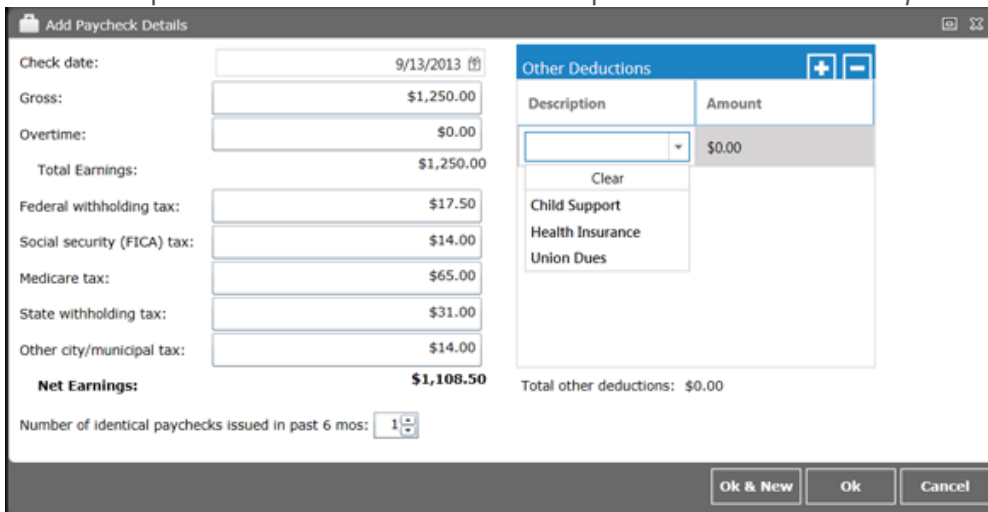 Add Paycheck Details
Check date: 9/13/2013
Gross: $1,250.00
Overtime: $0.00
Total Earnings: $1,250.00
Federal withholding tax: $17.50
Social security (FICA) tax: $14.00
Medicare tax: $65.00
State withholding tax: $31.00
Other city/municipal tax: $14.00
Net Earnings: $1,108.50
Number of identical paychecks issued in past 6 mos: 1
Other Deductions
Description Amount
$0.00
Clear
Child Support
Health Insurance
Union Dues
Total other deductions: $0.00
Ok & New Ok Cancel